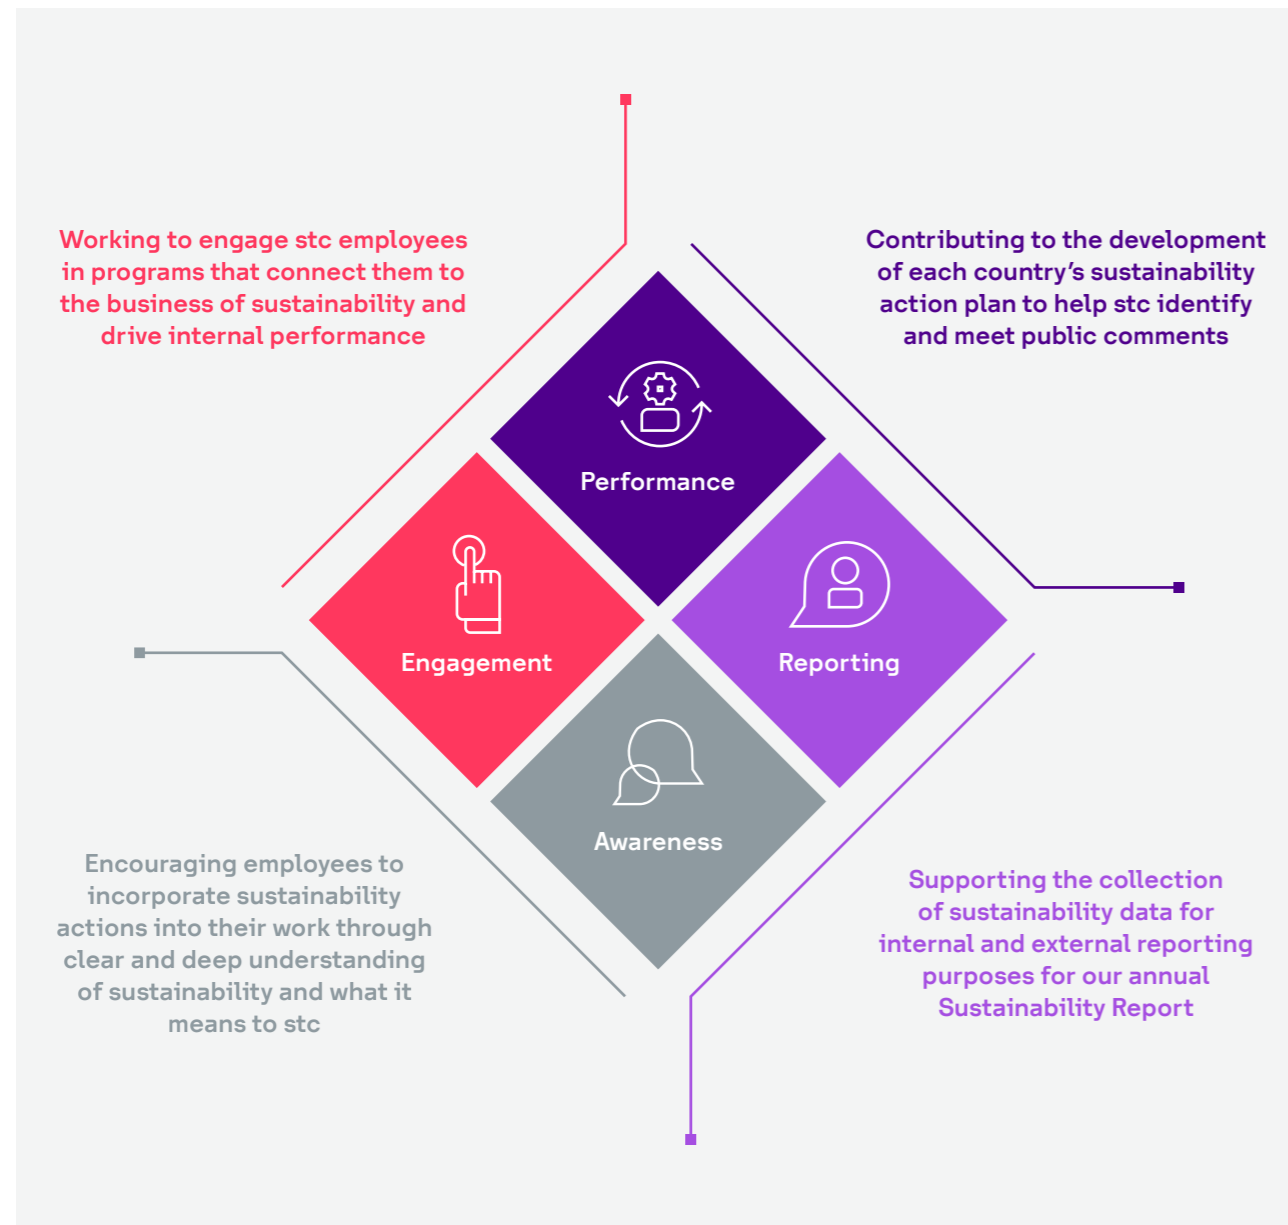 Working to engage stc employees
in programs that connect them to
the business of sustainability and
drive internal performance
Contributing to the development
of each country’s sustainability
action plan to help stc identify
and meet public comments
Performance
Engagement
Reporting
Awareness
Encouraging employees to
incorporate sustainability
actions into their work through
clear and deep understanding
of sustainability and what it
means to stc
Supporting the collection
of sustainability data for
internal and external reporting
purposes for our annual
Sustainability Report